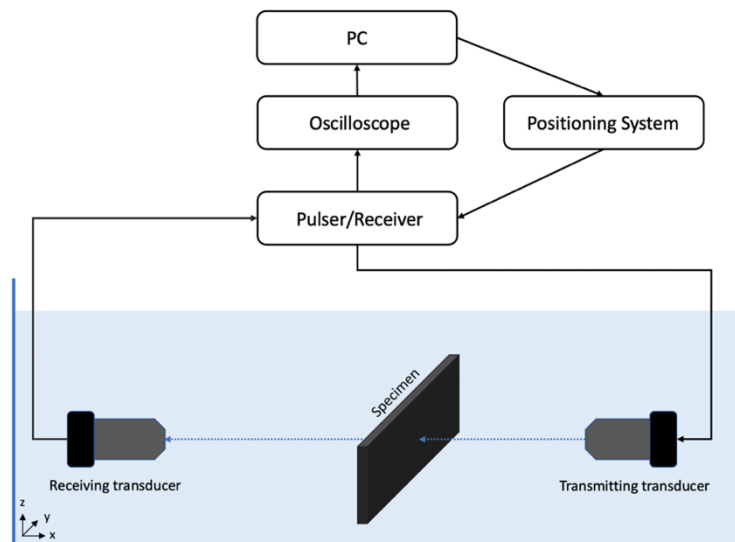 PC
Oscilloscope
Positioning System
Pulser/Receiver
Specimen
Receiving transducer
Transmitting transducer
z
y
x